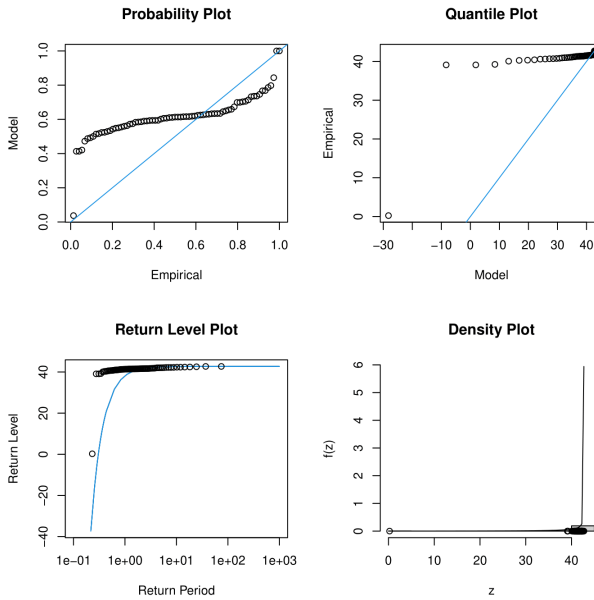 Probability Plot
Model
0.0 0.2 0.4 0.6 0.8 1.0
0.0 0.2 0.4 0.6 0.8 1.0
Empirical
Quantile Plot
Empirical
0 10 20 30 40
−30 −10 0 10 20 30 40
Model
Return Level Plot
Return Level
−40 0 20 40
1e−01 1e+00 1e+01 1e+02 1e+03
Return Period
Density Plot
f(z)
0 1 2 3 4 5 6
0 10 20 30 40
z